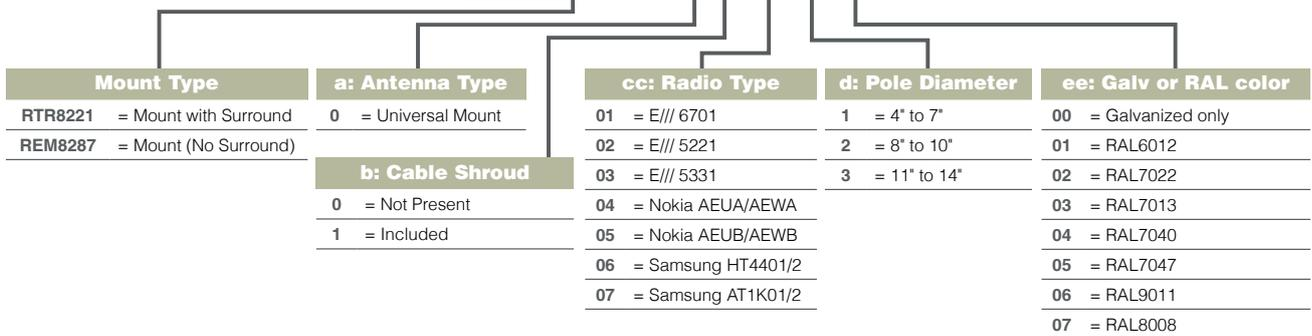 Mount Type
RTR8221 = Mount with Surround
REM8287 = Mount (No Surround)
a: Antenna Type
0 = Universal Mount
b: Cable Shroud
0 = Not Present
1 = Included
cc: Radio Type
01 = E/// 6701
02 = E/// 5221
03 = E/// 5331
04 = Nokia AEUA/AEWA
05 = Nokia AEUB/AEWB
06 = Samsung HT4401/2
07 = Samsung AT1K01/2
d: Pole Diameter
1 = 4" to 7"
2 = 8" to 10"
3 = 11" to 14"
ee: Galv or RAL color
00 = Galvanized only
01 = RAL6012
02 = RAL7022
03 = RAL7013
04 = RAL7040
05 = RAL7047
06 = RAL9011
07 = RAL8008